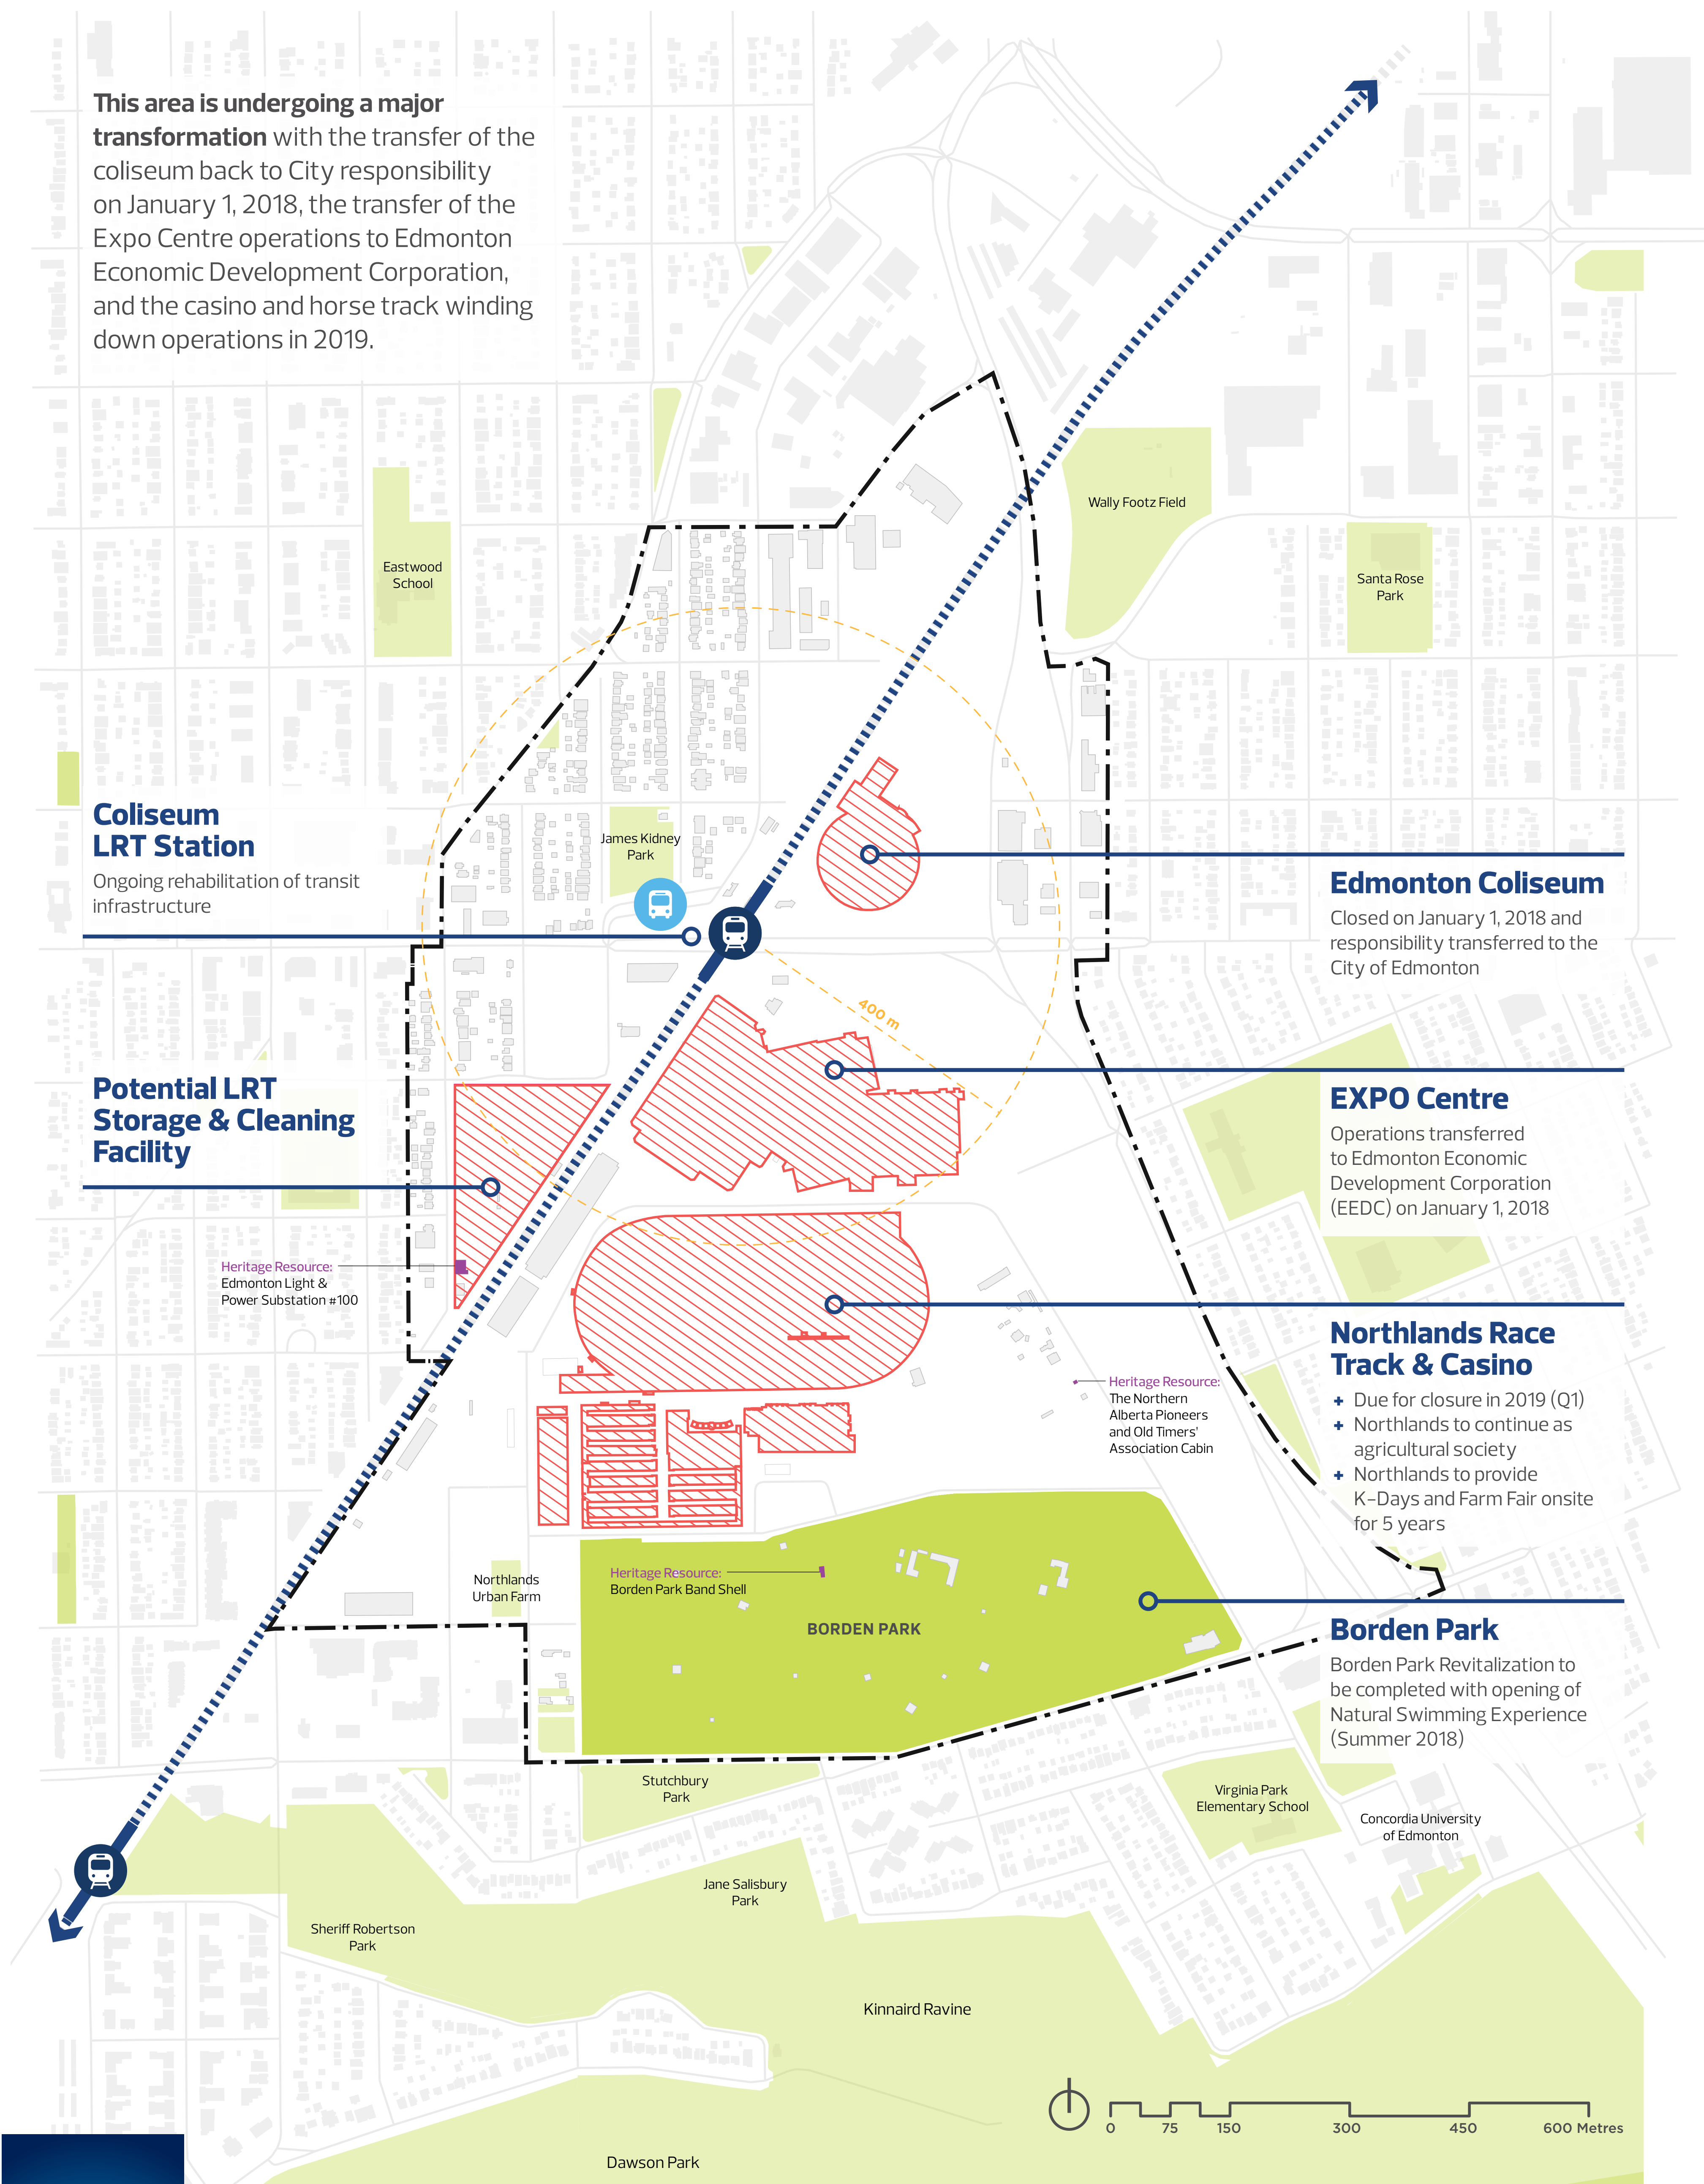 This area is undergoing a major
transformation with the transfer of the
coliseum back to City responsibility
on January 1, 2018, the transfer of the
Expo Centre operations to Edmonton
Economic Development Corporation,
and the casino and horse track winding
down operations in 2019.
Wally Footz Field
Eastwood
School
Santa Rose
Park
Coliseum
LRT Station
Ongoing rehabilitation of transit
infrastructure
James Kidney
Park
Edmonton Coliseum
Closed on January 1, 2018 and
responsibility transferred to the
City of Edmonton
400 m
Potential LRT
Storage & Cleaning
Facility
EXPO Centre
Operations transferred
to Edmonton Economic
Development Corporation
(EEDC) on January 1, 2018
Heritage Resource:
Edmonton Light &
Power Substation #100
Northlands Race
Track & Casino
+ Due for closure in 2019 (Q1)
+ Northlands to continue as
agricultural society
+ Northlands to provide
K-Days and Farm Fair onsite
for 5 years
Heritage Resource:
The Northern
Alberta Pioneers
and Old Timers'
Association Cabin
Northlands
Urban Farm
Heritage Resource:
Borden Park Band Shell
BORDEN PARK
Borden Park
Borden Park Revitalization to
be completed with opening of
Natural Swimming Experience
(Summer 2018)
Stutchbury
Park
Virginia Park
Elementary School
Concordia University
of Edmonton
Jane Salisbury
Park
Sheriff Robertson
Park
Kinnaird Ravine
0 75 150 300 450 600 Metres
Dawson Park